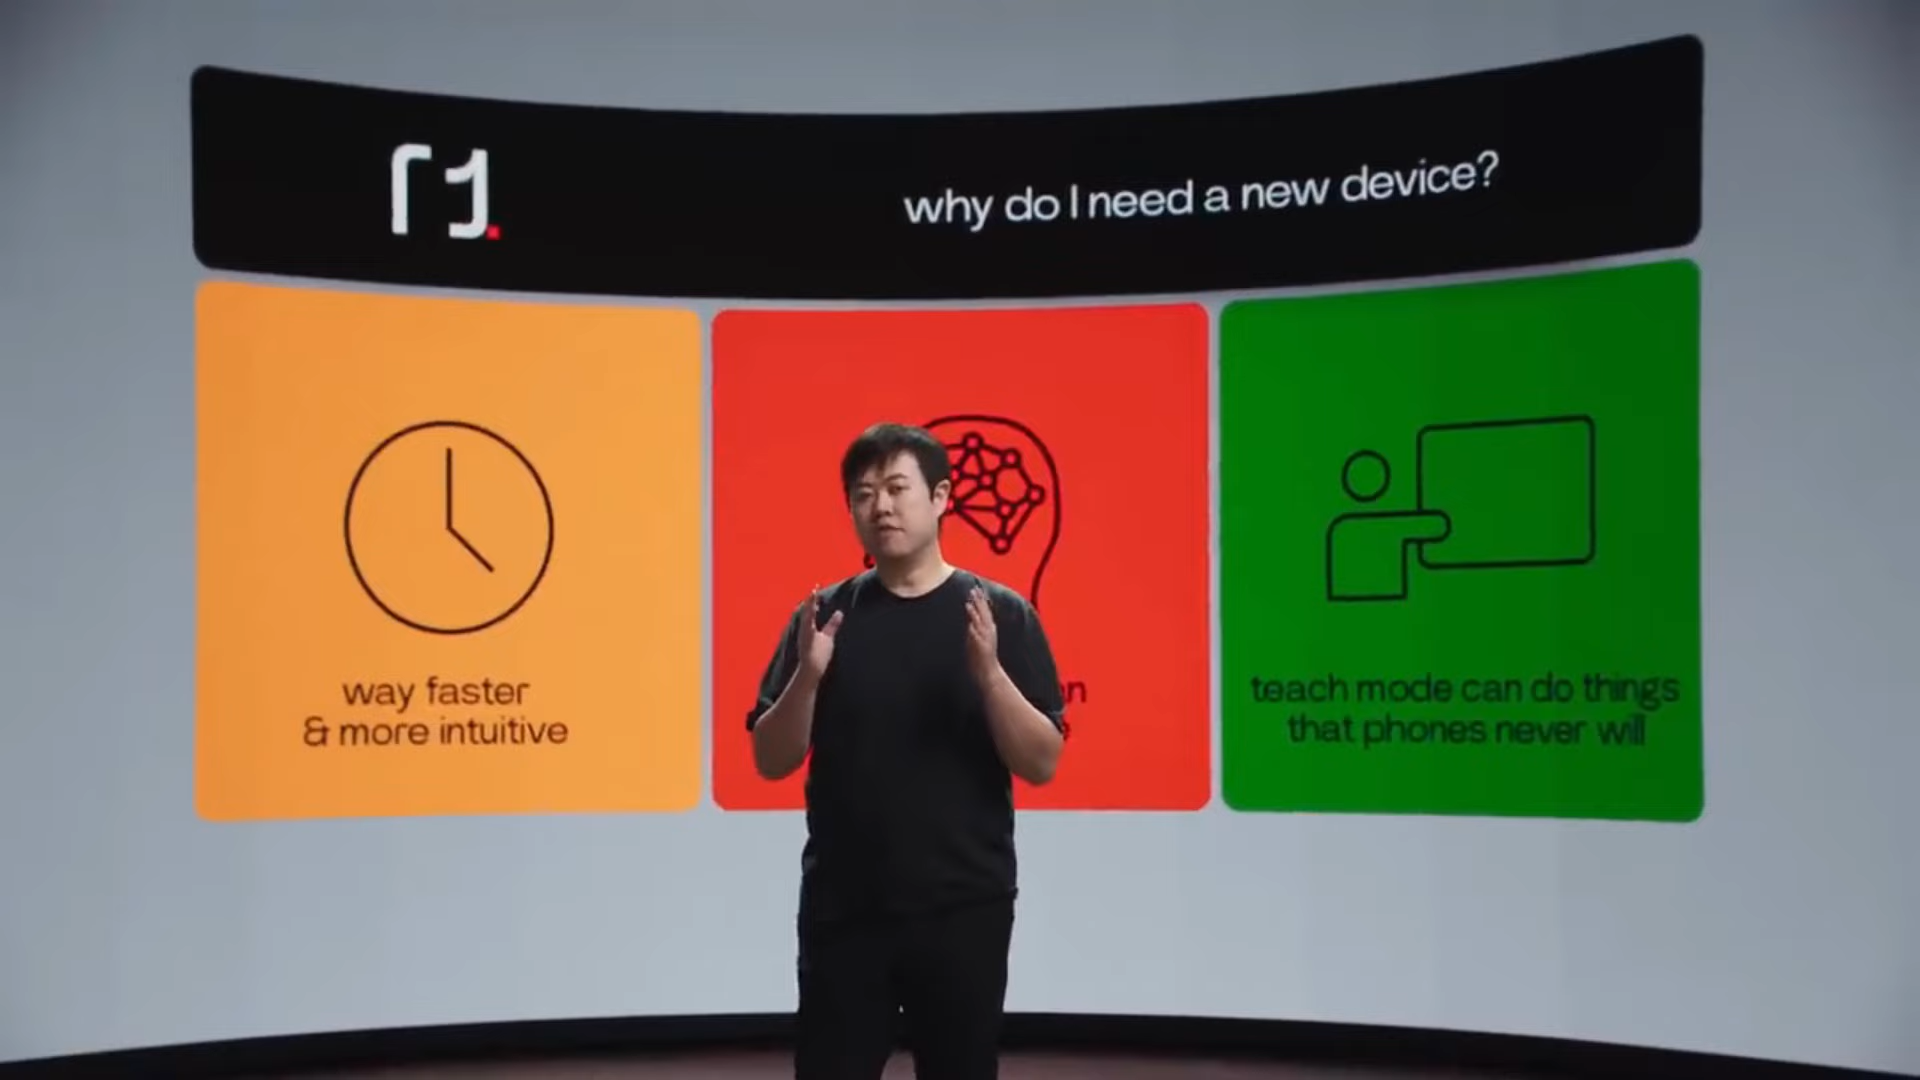 r1.
why do I need a new device?
way faster
& more intuitive
teach mode can do things
that phones never will